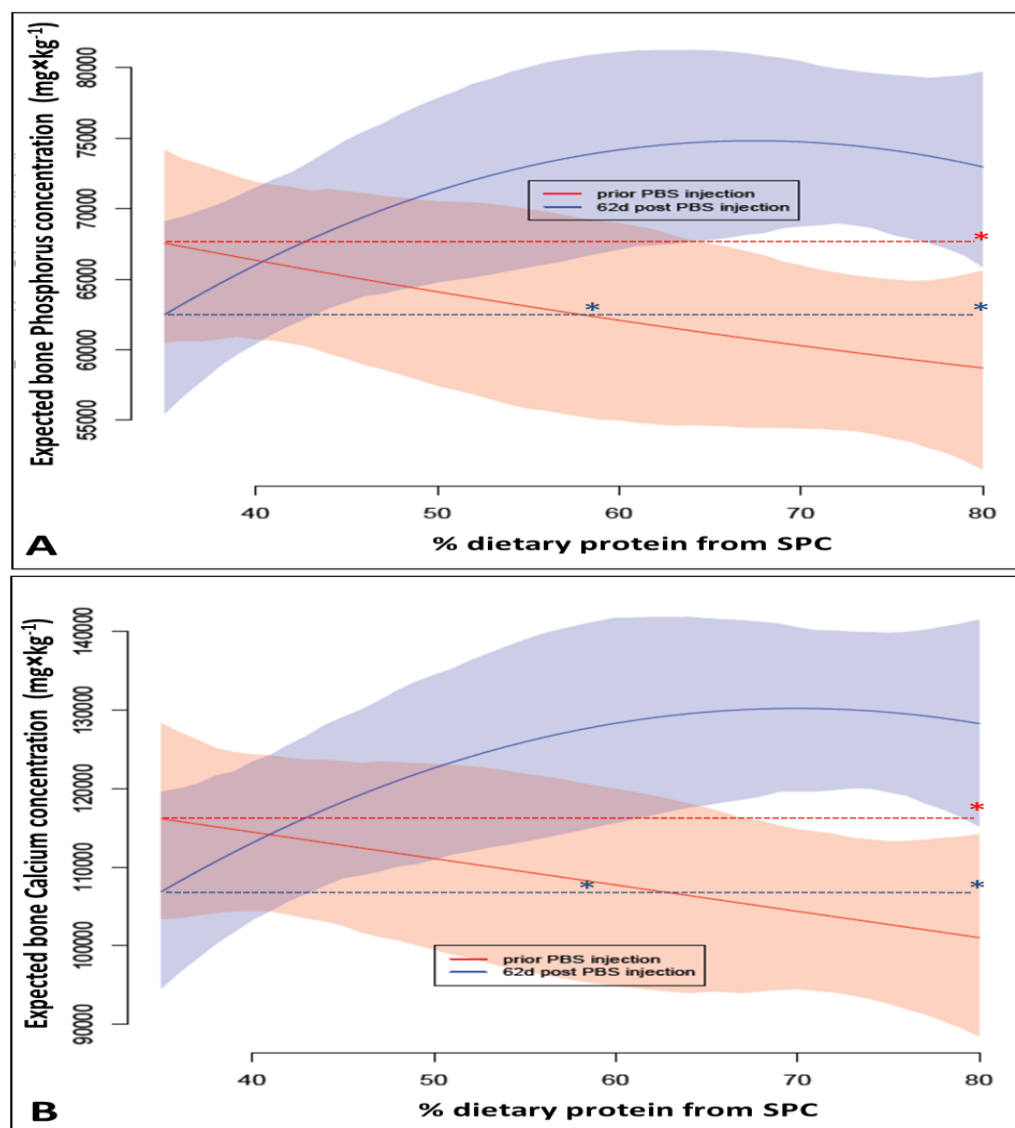 Expected bone Phosphorus concentration (mg×kg⁻¹)
80000
75000
70000
65000
60000
55000
prior PBS injection
62d post PBS injection
*
*
*
40
50
60
70
80
A
% dietary protein from SPC
Expected bone Calcium concentration (mg×kg⁻¹)
140000
130000
120000
110000
100000
90000
*
*
*
prior PBS injection
62d post PBS injection
40
50
60
70
80
B
% dietary protein from SPC